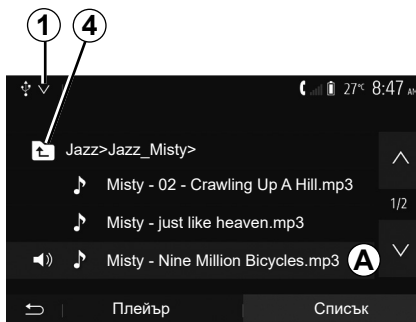 1 4
27°C 8:47 AM
Jazz>Jazz_Misty>
Misty - 02 - Crawling Up A Hill.mp3
1/2
Misty - just like heaven.mp3
Misty - Nine Million Bicycles.mp3 A
Плейър Списък